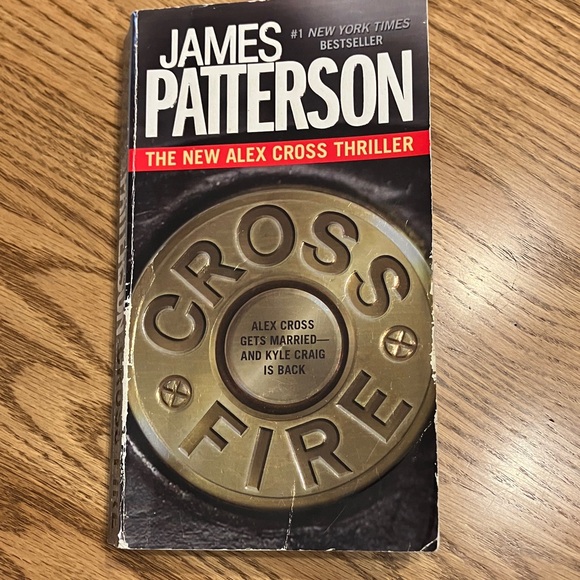 JAMES
#1 NEW YORK TIMES
BESTSELLER
PATTERSON
THE NEW ALEX CROSS THRILLER
CROSS
FIRE
ALEX CROSS
GETS MARRIED—
AND KYLE CRAIG
IS BACK